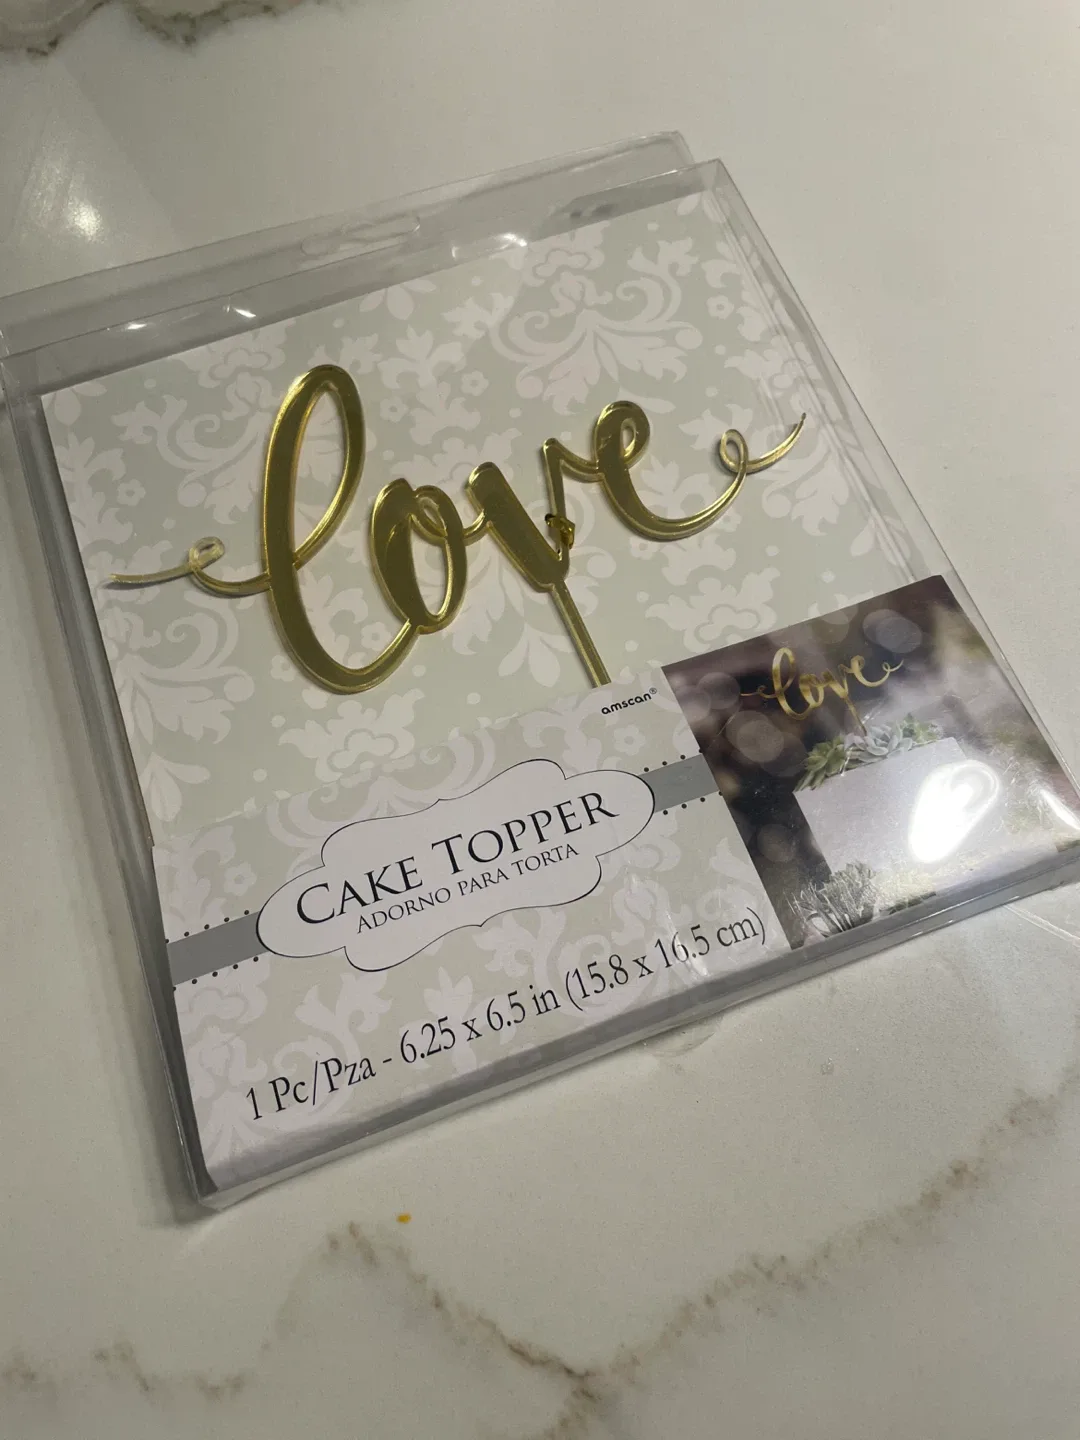 love
amscan®
love
CAKE TOPPER
ADORNO PARA TORTA
1 Pc/Pza - 6.25 x 6.5 in (15.8 x 16.5 cm)